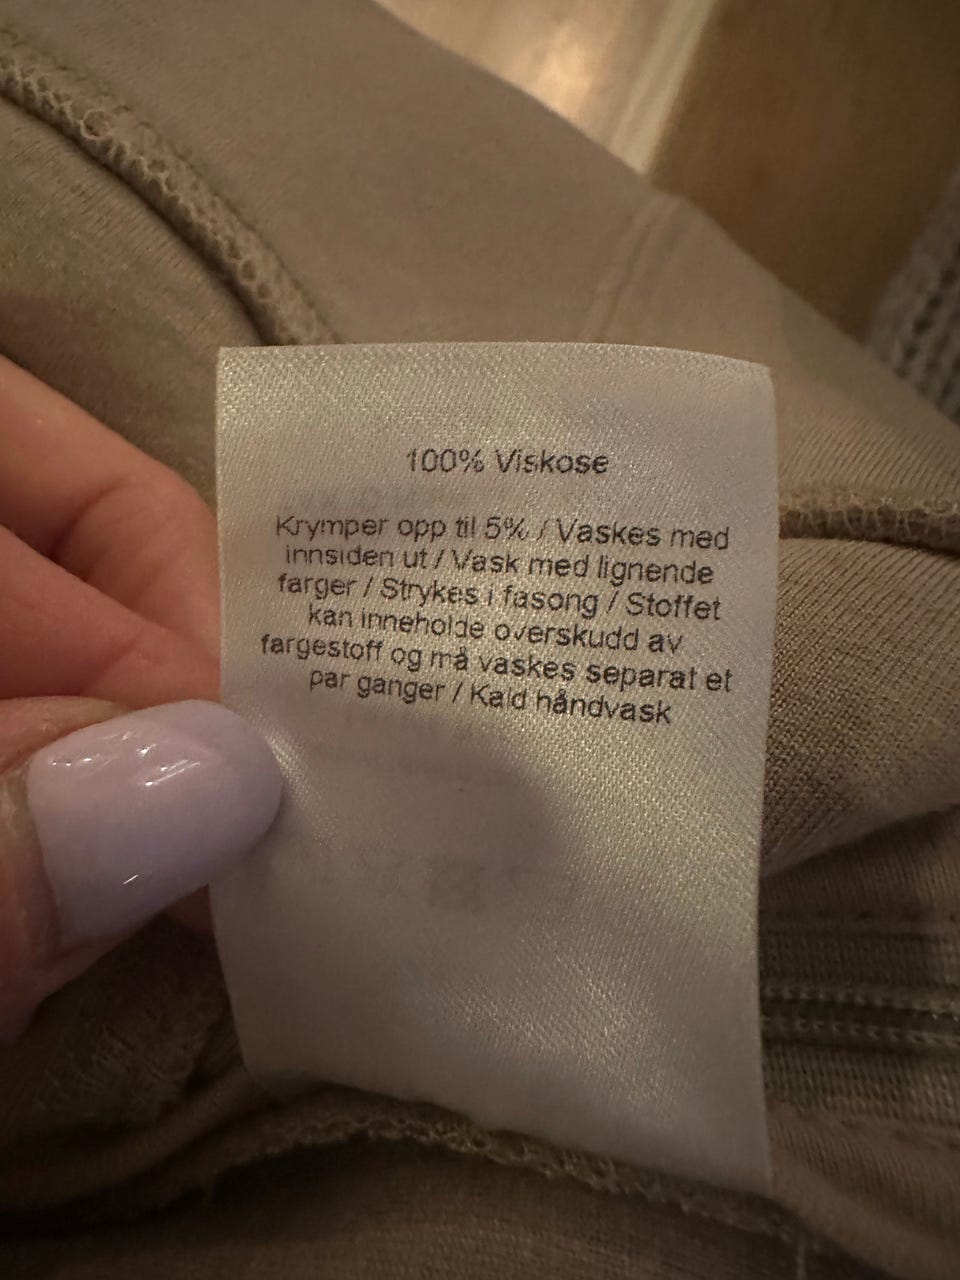 100% Viskose
Krymper opp til 5% / Vaskes med
innsiden ut / Vask med lignende
farger / Strykes i fasong / Stoffet
kan inneholde overskudd av
fargestoff og må vaskes separat et
par ganger / Kald håndvask